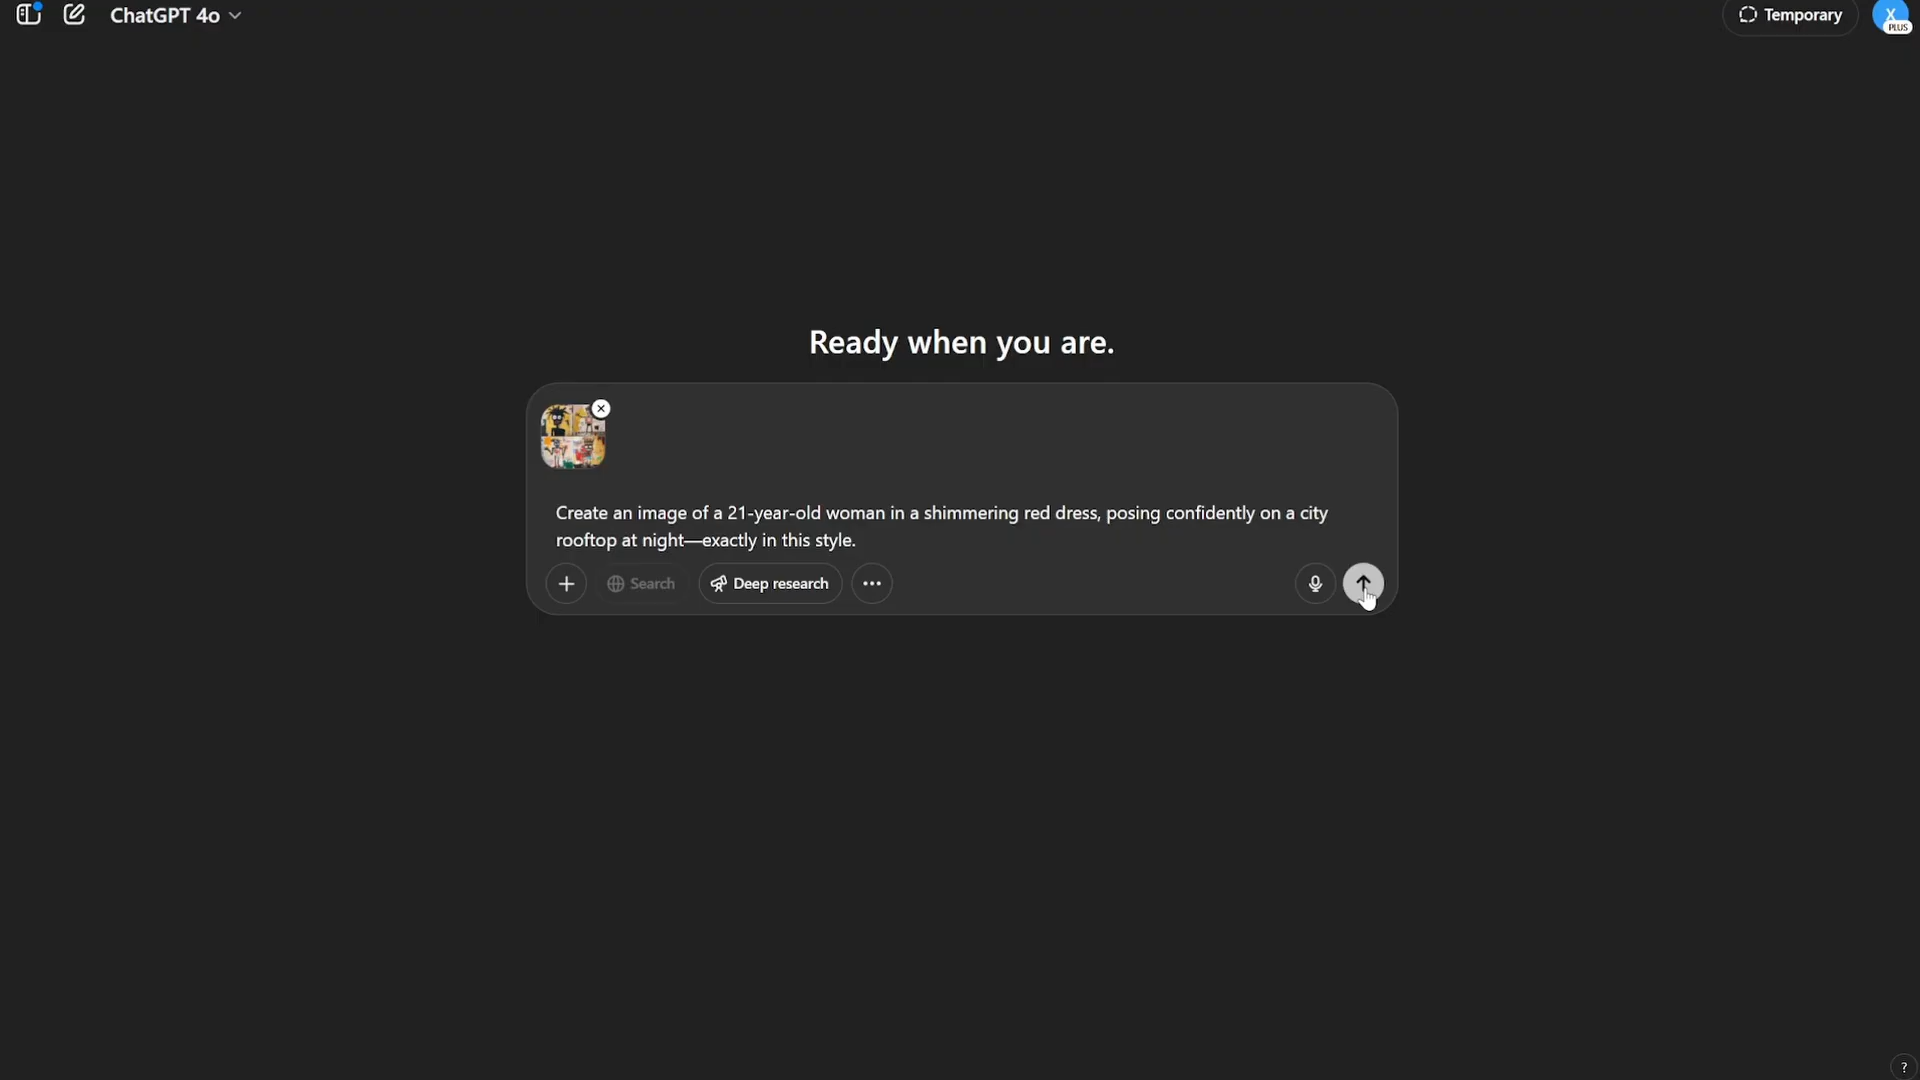 ChatGPT 4o
Temporary
X
PLUS
Ready when you are.
Create an image of a 21-year-old woman in a shimmering red dress, posing confidently on a city
rooftop at night—exactly in this style.
Search
Deep research
?